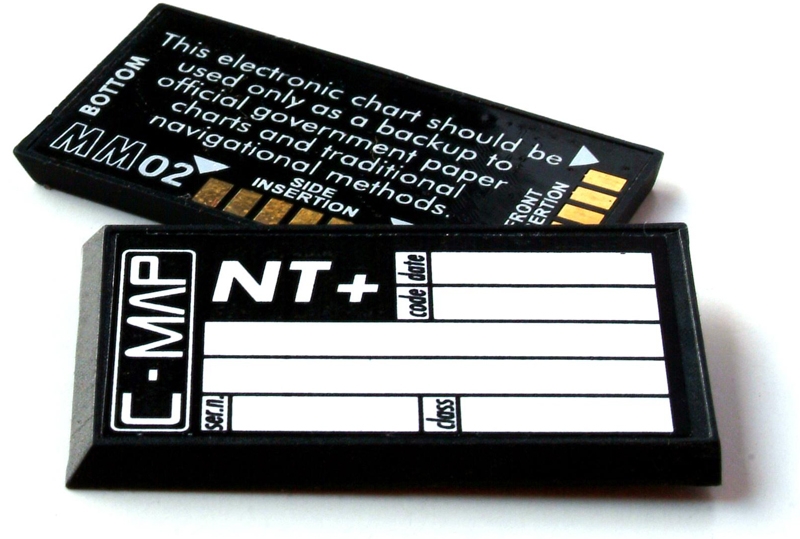 This electronic chart should be
used only as a backup to
official government paper
charts and traditional
navigational methods.
BOTTOM
MM02
SIDE
INSERTION
FRONT
C-MAP
NT+
date
code
ser.n.
class